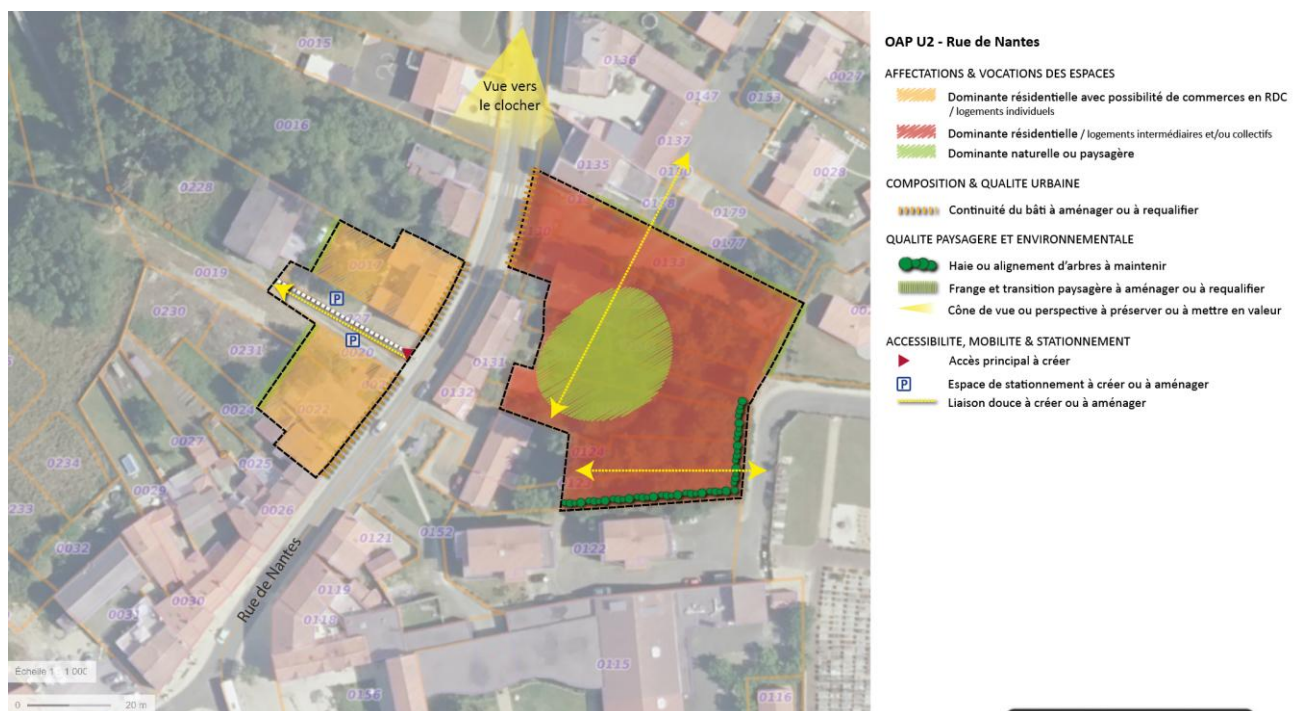 OAP U2 - Rue de Nantes
AFFECTATIONS & VOCATIONS DES ESPACES
Dominante résidentielle avec possibilité de commerces en RDC
/ logements individuels
Dominante résidentielle / logements intermédiaires et/ou collectifs
Dominante naturelle ou paysagère
COMPOSITION & QUALITE URBAINE
Continuité du bâti à aménager ou à requalifier
QUALITE PAYSAGERE ET ENVIRONNEMENTALE
Haie ou alignement d'arbres à maintenir
Frange et transition paysagère à aménager ou à requalifier
Cône de vue ou perspective à préserver ou à mettre en valeur
ACCESSIBILITE, MOBILITE & STATIONNEMENT
Accès principal à créer
P
Espace de stationnement à créer ou à aménager
Liaison douce à créer ou à aménager
Vue vers
le clocher
0015
0136
0027
0147
0153
0016
0137
0135
0028
0228
0179
0177
0019
0133
P
0230
P
0020
0231
0131
0132
0022
0024
0027
0124
0025
0234
0029
0026
0233
0152
0032
0121
0122
Rue de Nantes
0119
0030
0118
0115
0156
0116
Échelle 1 : 1 000
0
20 m